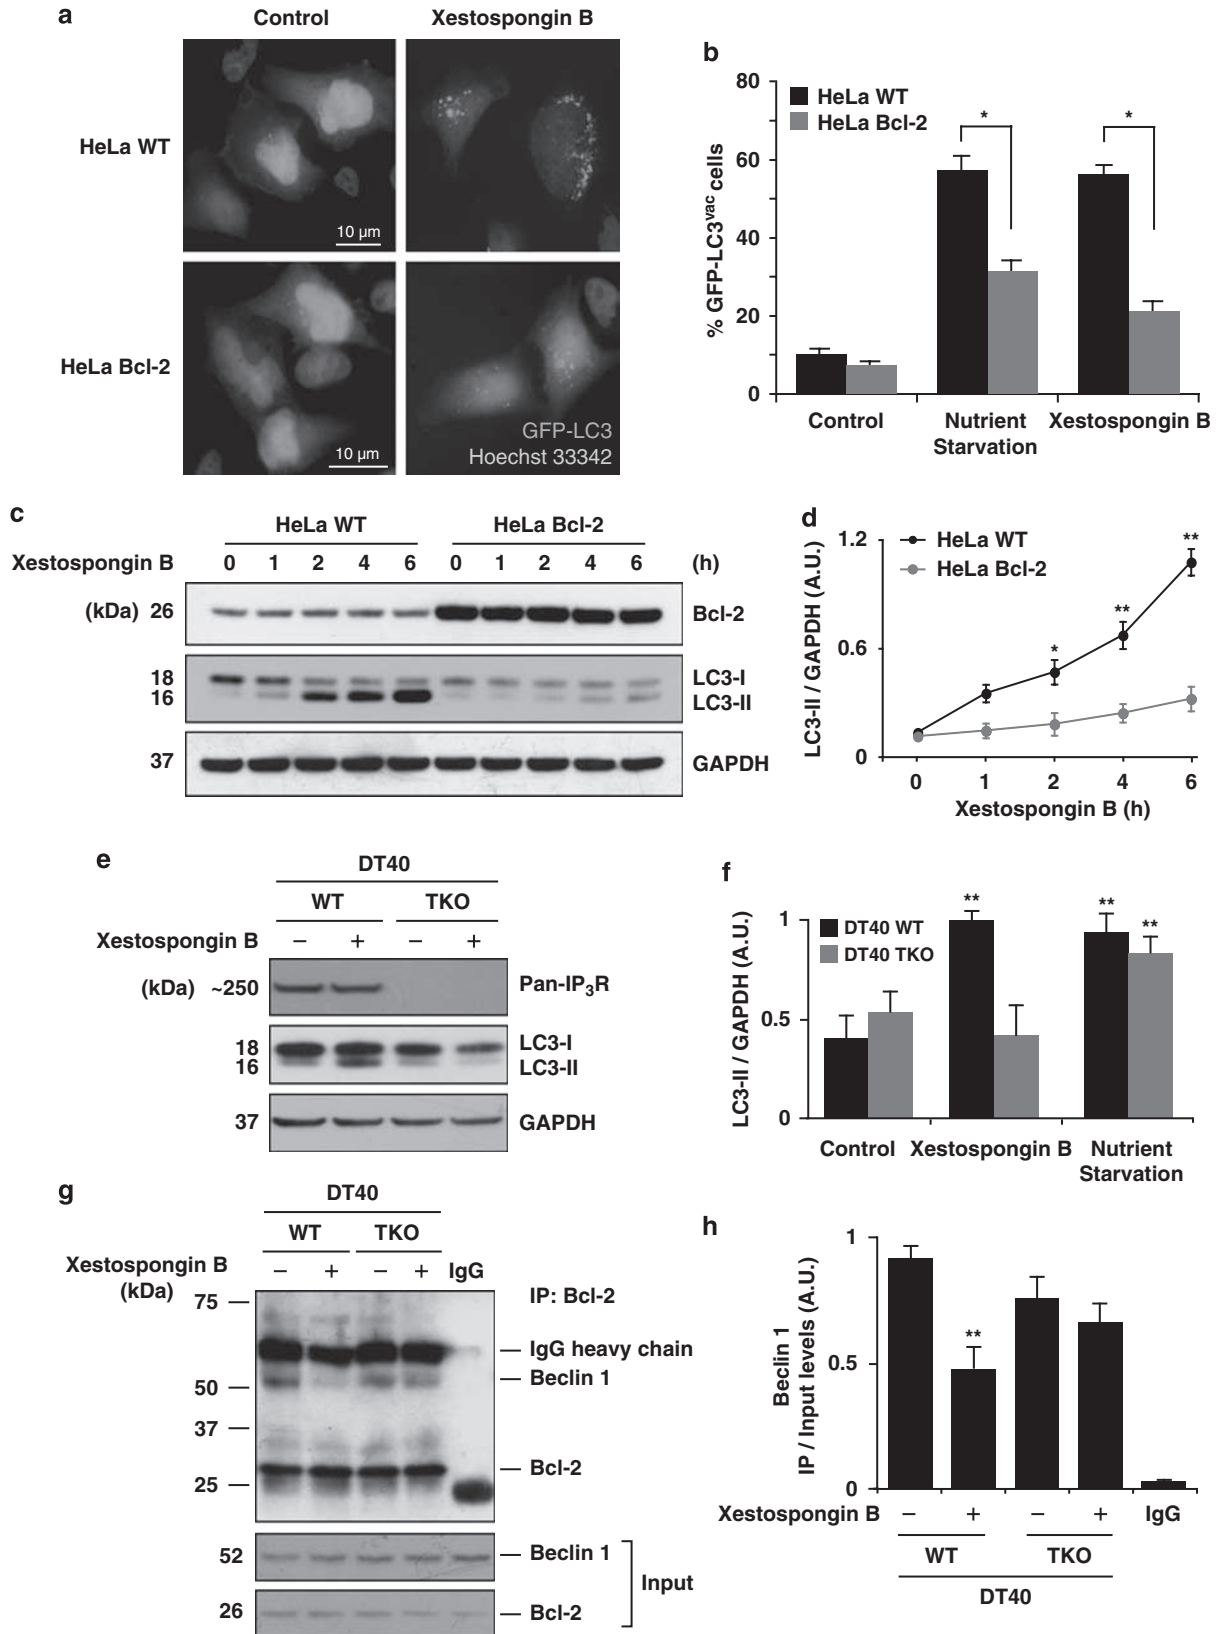 a
Control
Xestospongin B
HeLa WT
10 µm
HeLa Bcl-2
10 µm
GFP-LC3
Hoechst 33342
b
% GFP-LC3vac cells
80
60
40
20
0
HeLa WT
HeLa Bcl-2
*
*
Control
Nutrient
Starvation
Xestospongin B
c
HeLa WT
HeLa Bcl-2
Xestospongin B 0 1 2 4 6 0 1 2 4 6 (h)
(kDa) 26
Bcl-2
18
LC3-I
16
LC3-II
37
GAPDH
d
LC3-II / GAPDH (A.U.)
1.2
0.6
0
HeLa WT
HeLa Bcl-2
*
**
**
0 1 2 4 6
Xestospongin B (h)
e
DT40
WT
TKO
Xestospongin B − + − +
(kDa) ~250
Pan-IP3R
18
LC3-I
16
LC3-II
37
GAPDH
f
LC3-II / GAPDH (A.U.)
1
0.5
0
DT40 WT
DT40 TKO
**
**
**
Control
Xestospongin B
Nutrient
Starvation
g
DT40
WT
TKO
Xestospongin B − + − + IgG
(kDa)
75
IP: Bcl-2
IgG heavy chain
Beclin 1
50
37
Bcl-2
25
52
Beclin 1
26
Bcl-2
Input
h
Beclin 1
IP / Input levels (A.U.)
1
0.5
0
**
Xestospongin B − + − + IgG
WT
TKO
DT40